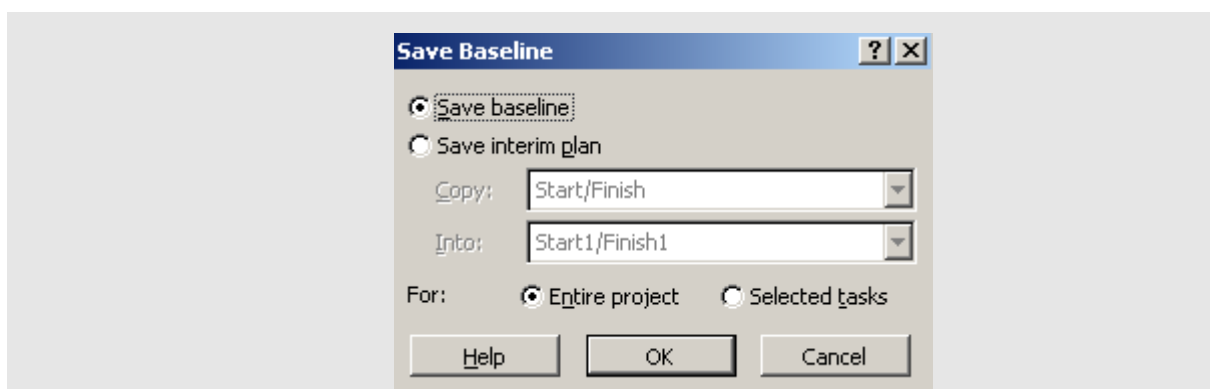 Save Baseline
Save baseline
Save interim plan
Copy: Start/Finish
Into: Start1/Finish1
For: Entire project Selected tasks
Help OK Cancel